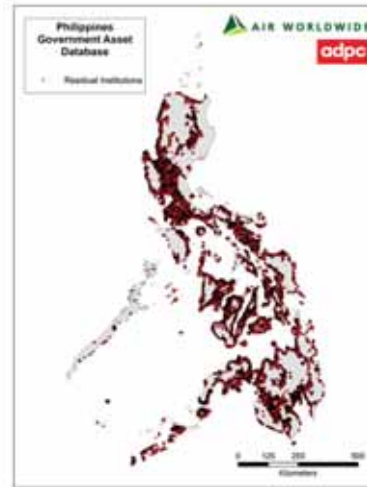 Philippines
Government Asset
Database
Residual Institutions
AIR WORLDWIDE
adpc
0 125 250 500
Kilometers